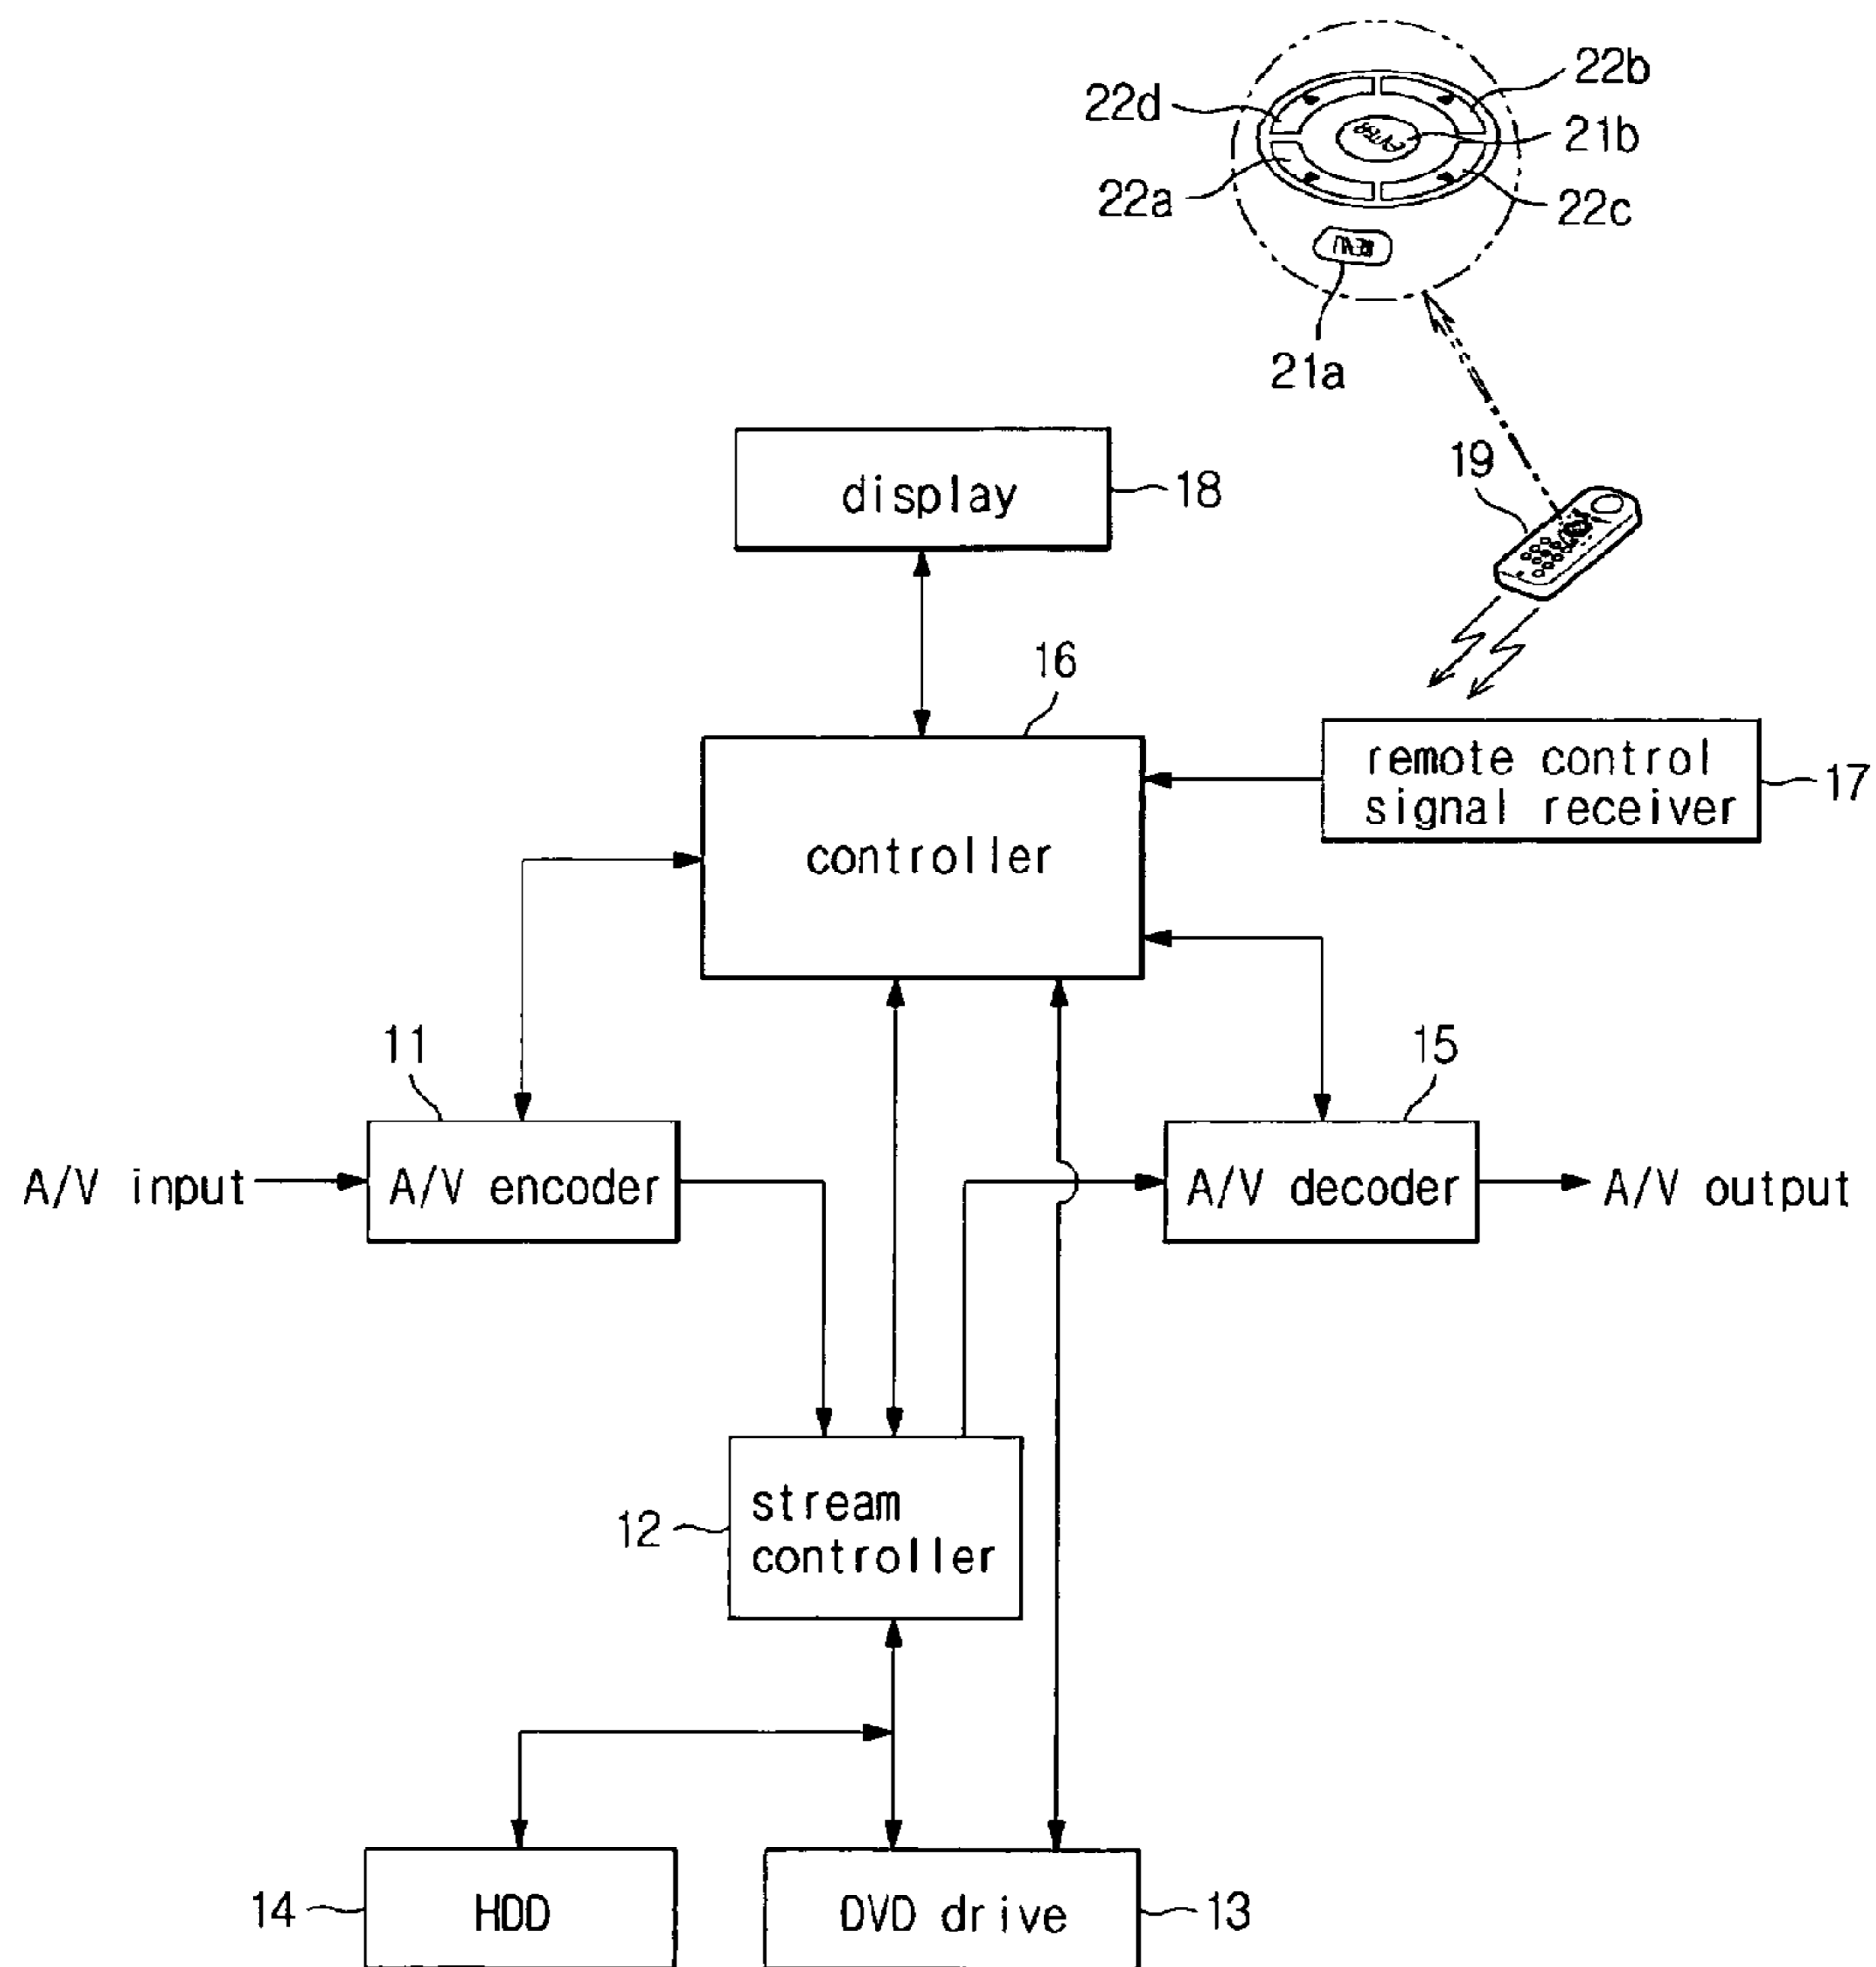 22b
22d
21b
22a
22c
MENU
21a
19
display
18
16
remote control
signal receiver
17
controller
11
15
A/V input
A/V encoder
A/V decoder
A/V output
stream
controller
12
14
HDD
DVD drive
13